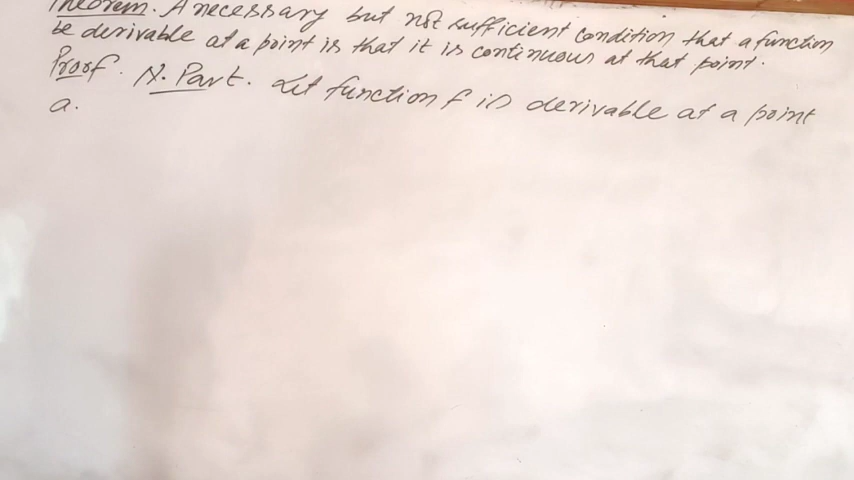 Theorem. A necessary but not sufficient condition that a function
be derivable at a point is that it is continuous at that point.
Proof. N. Part. Let function f is derivable at a point
a.